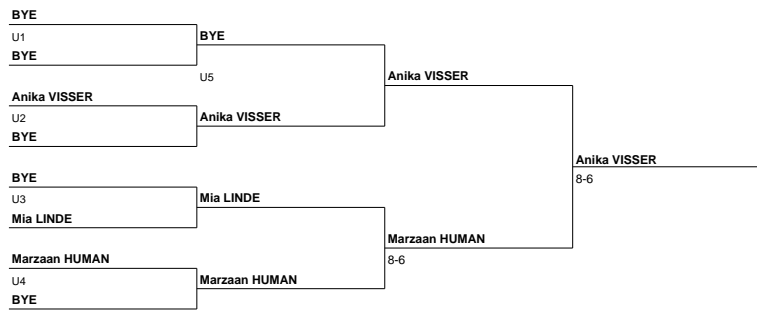 BYE
U1
BYE
BYE
U5
Anika VISSER
Anika VISSER
U2
Anika VISSER
BYE
Anika VISSER
8-6
BYE
U3
Mia LINDE
Mia LINDE
Marzaan HUMAN
8-6
Marzaan HUMAN
U4
Marzaan HUMAN
BYE